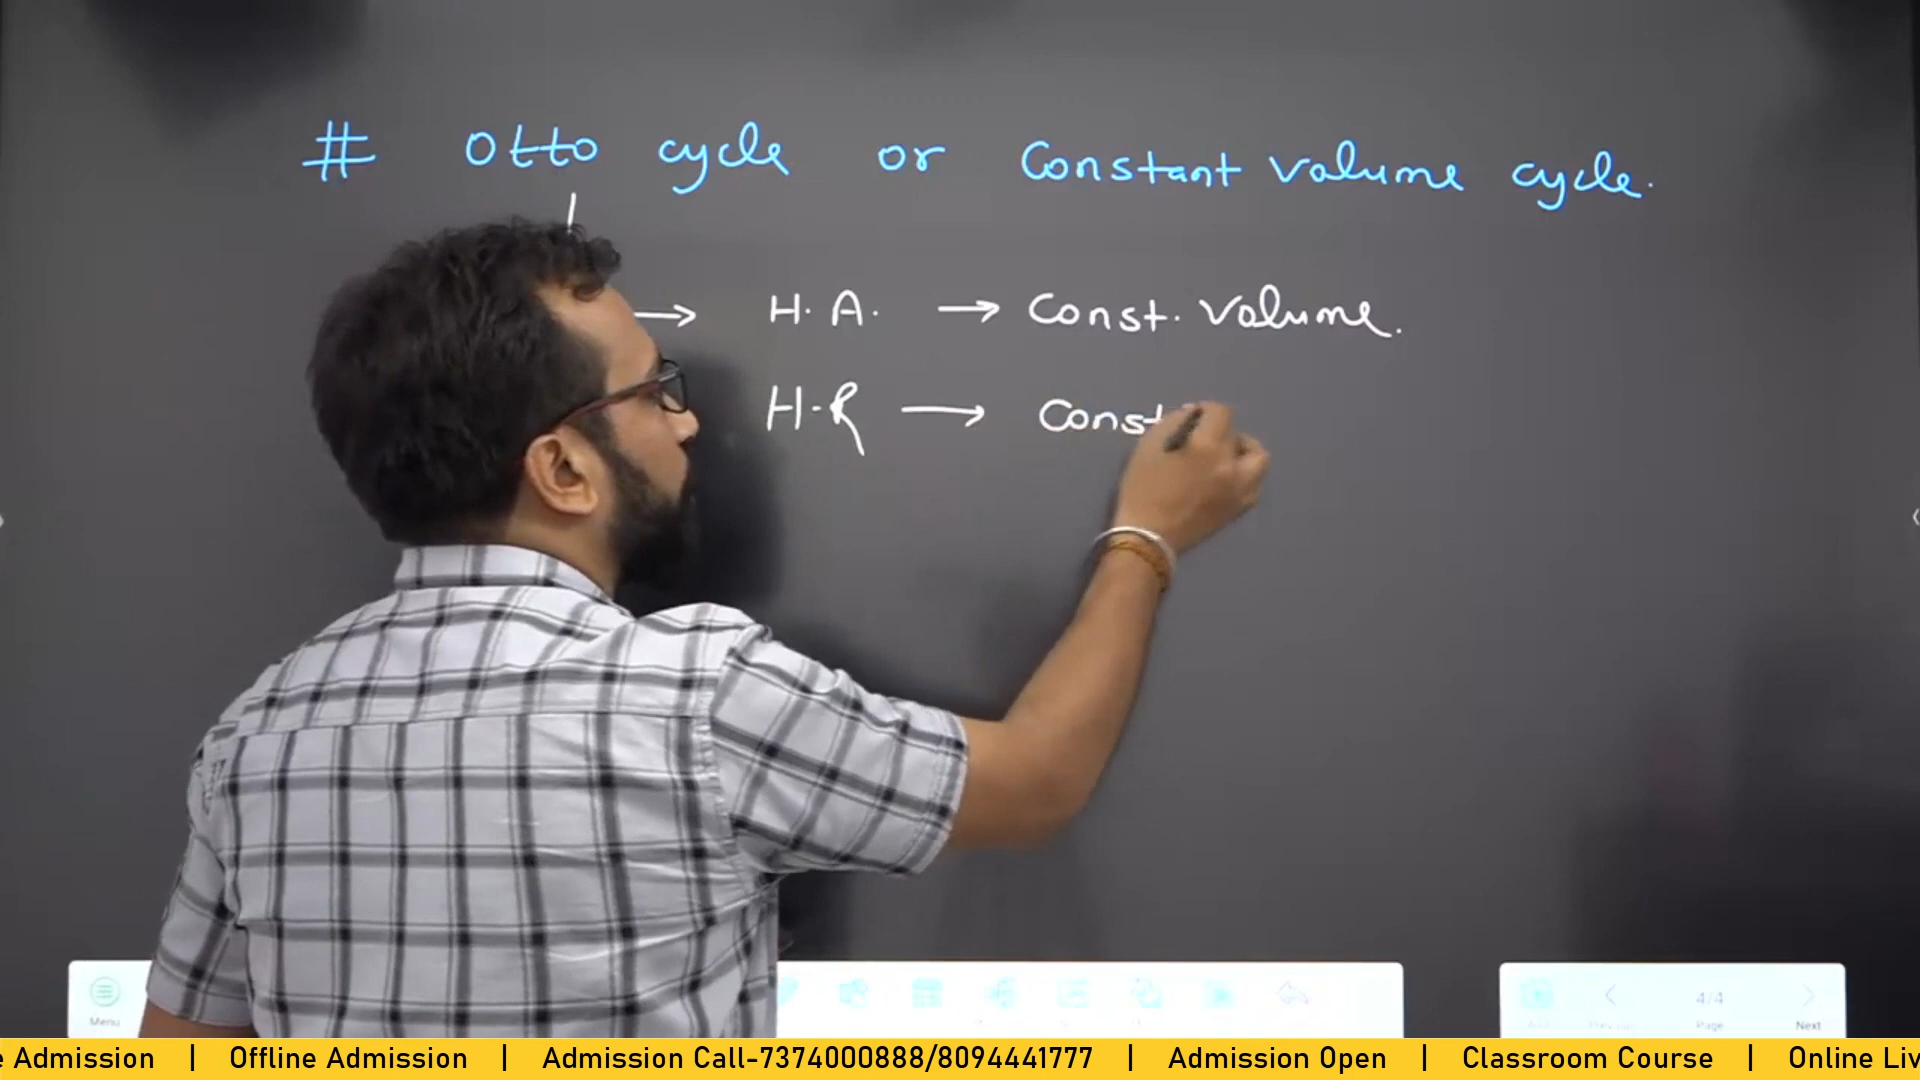 # Otto cycle or Constant volume cycle.
→ H. A. → Const. Volume.
H.R → Const
Menu
4/4
Page
Next
e Admission | Offline Admission | Admission Call-7374000888/8094441777 | Admission Open | Classroom Course | Online Liv